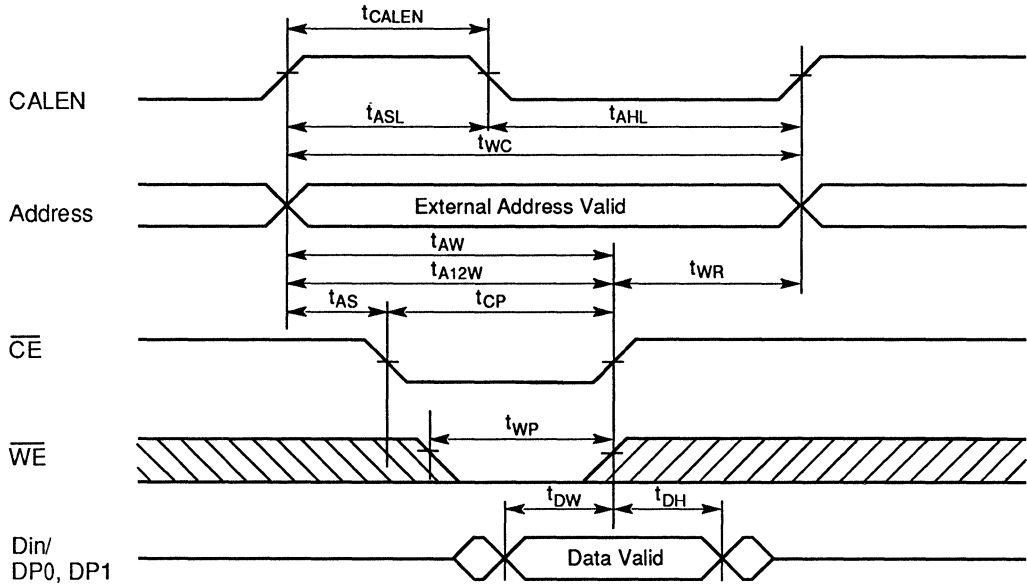 tCALEN
CALEN
tASL
tAHL
tWC
Address
External Address Valid
tAW
tA12W
tWR
tAS
tCP
CE
tWP
WE
tDW
tDH
Din/
DP0, DP1
Data Valid